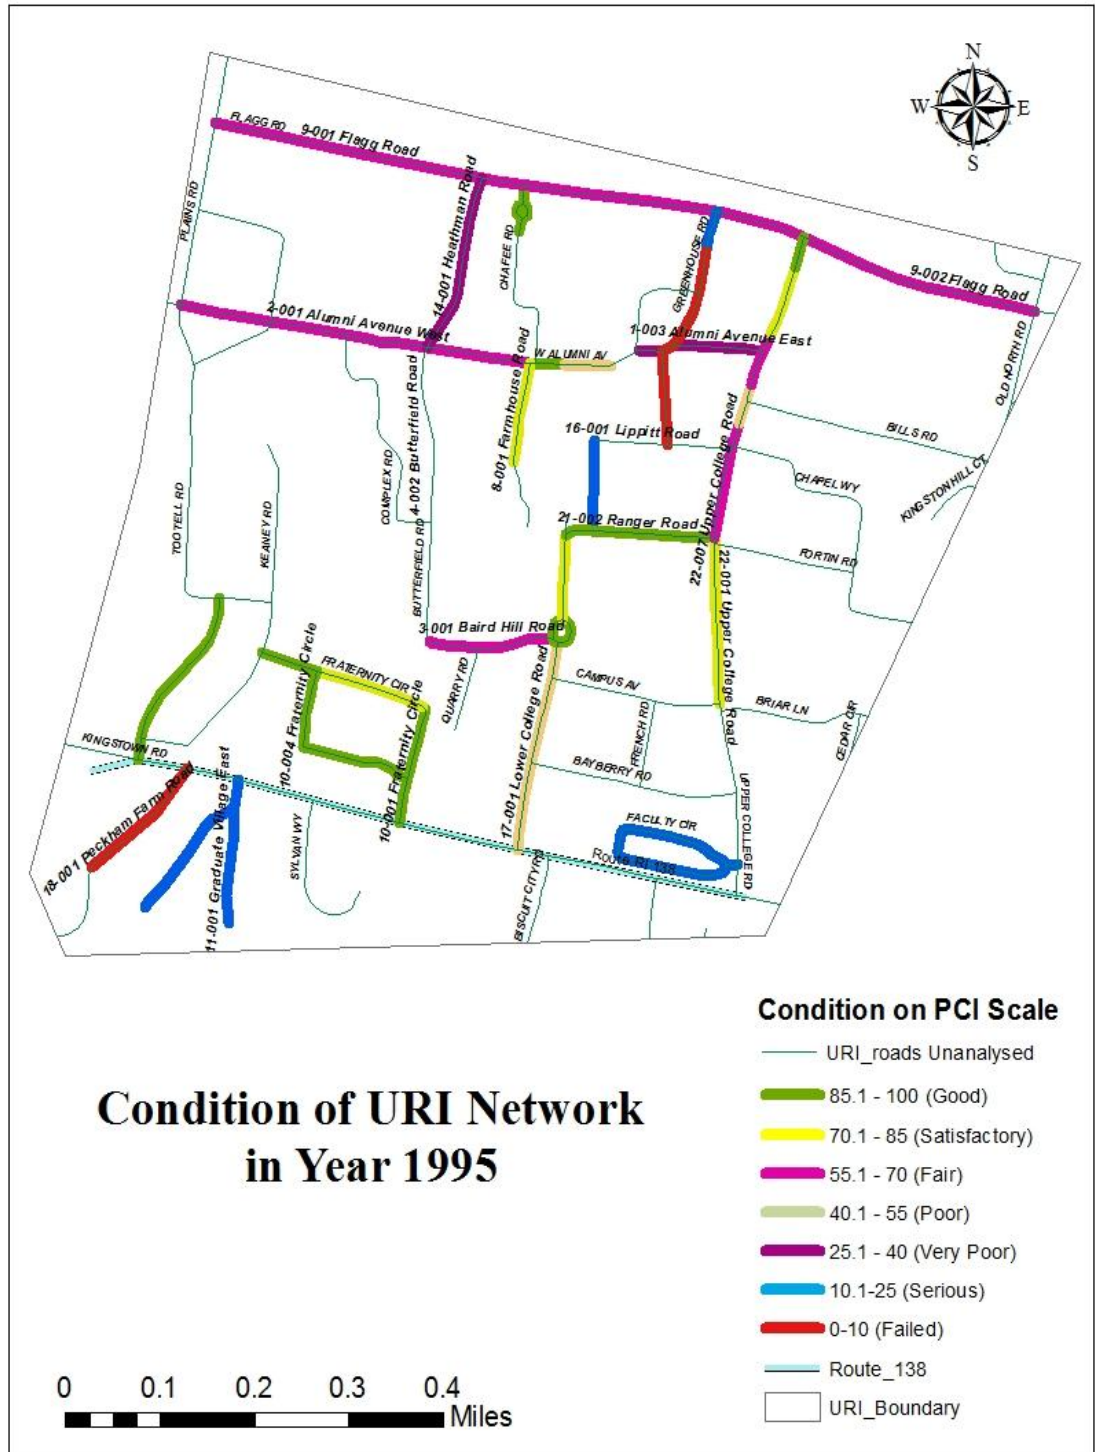 N
W E
S
FLAGG RD
9-001 Flagg Road
PLAINS RD
14-001 Heathman Road
CHAFEE RD
GREENHOUSE RD
9-002 Flagg Road
OLD NORTH RD
2-001 Alumni Avenue West
1-003 Alumni Avenue East
W ALUMNI AV
8-001 Farmhouse Road
4-002 Butterfield Road
COMPLEX RD
BUTTERFIELD RD
16-001 Lippitt Road
BILLS RD
CHAPEL WY
KINGSTON HILL CT
TOOTELL RD
KEANEY RD
21-002 Ranger Road
22-007 Upper College Road
FORTIN RD
22-001 Upper College Road
3-001 Baird Hill Road
QUARRY RD
FRATERNITY CIR
10-004 Fraternity Circle
10-001 Fraternity Circle
17-001 Lower College Road
CAMPUS AV
FRENCH RD
BRIAR LN
CEDAR CIR
BAYBERRY RD
UPPER COLLEGE RD
KINGSTOWN RD
18-001 Peckham Farm Road
11-001 Graduate Village East
SYLVAN WY
BISCUIT CITY RD
FACULTY CIR
Route RI 138
Condition on PCI Scale
URI_roads Unanalysed
85.1 - 100 (Good)
70.1 - 85 (Satisfactory)
55.1 - 70 (Fair)
40.1 - 55 (Poor)
25.1 - 40 (Very Poor)
10.1-25 (Serious)
0-10 (Failed)
Route_138
URI_Boundary
Condition of URI Network
in Year 1995
0 0.1 0.2 0.3 0.4
Miles